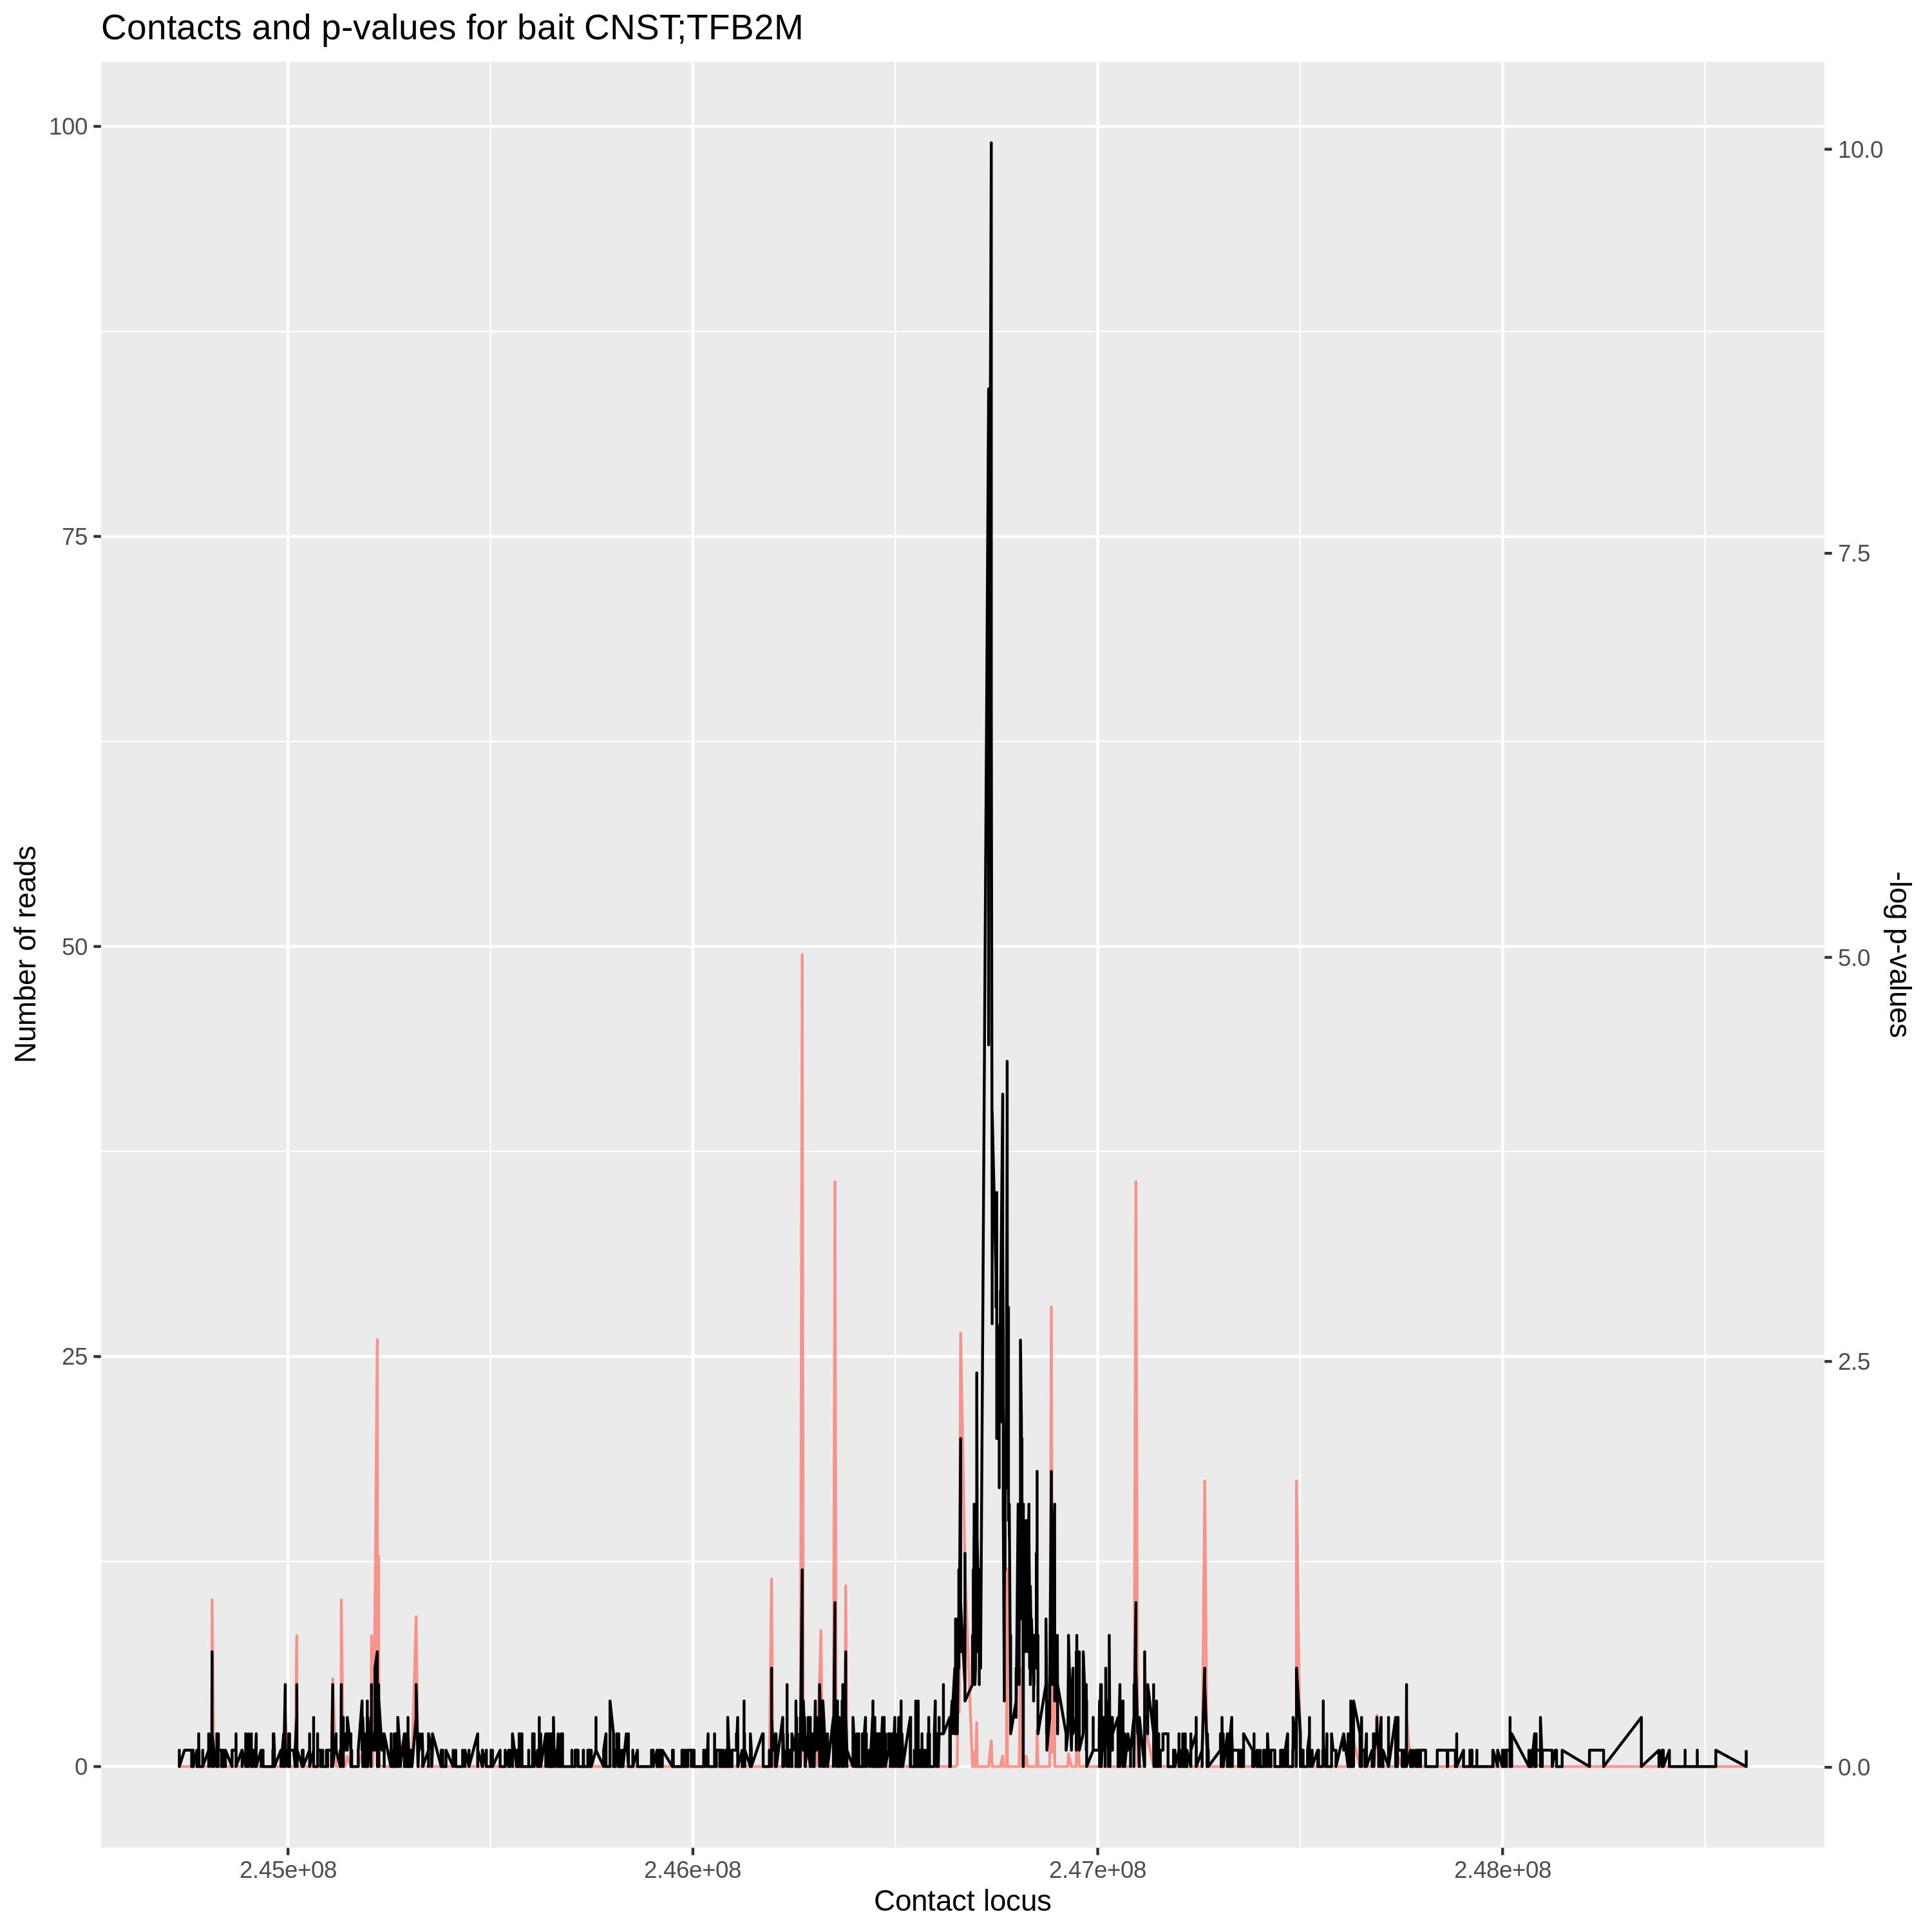 Contacts and p-values for bait CNST;TFB2M
100
75
50
25
0
Number of reads
10.0
7.5
5.0
2.5
0.0
-log p-values
2.45e+08
2.46e+08
2.47e+08
2.48e+08
Contact locus